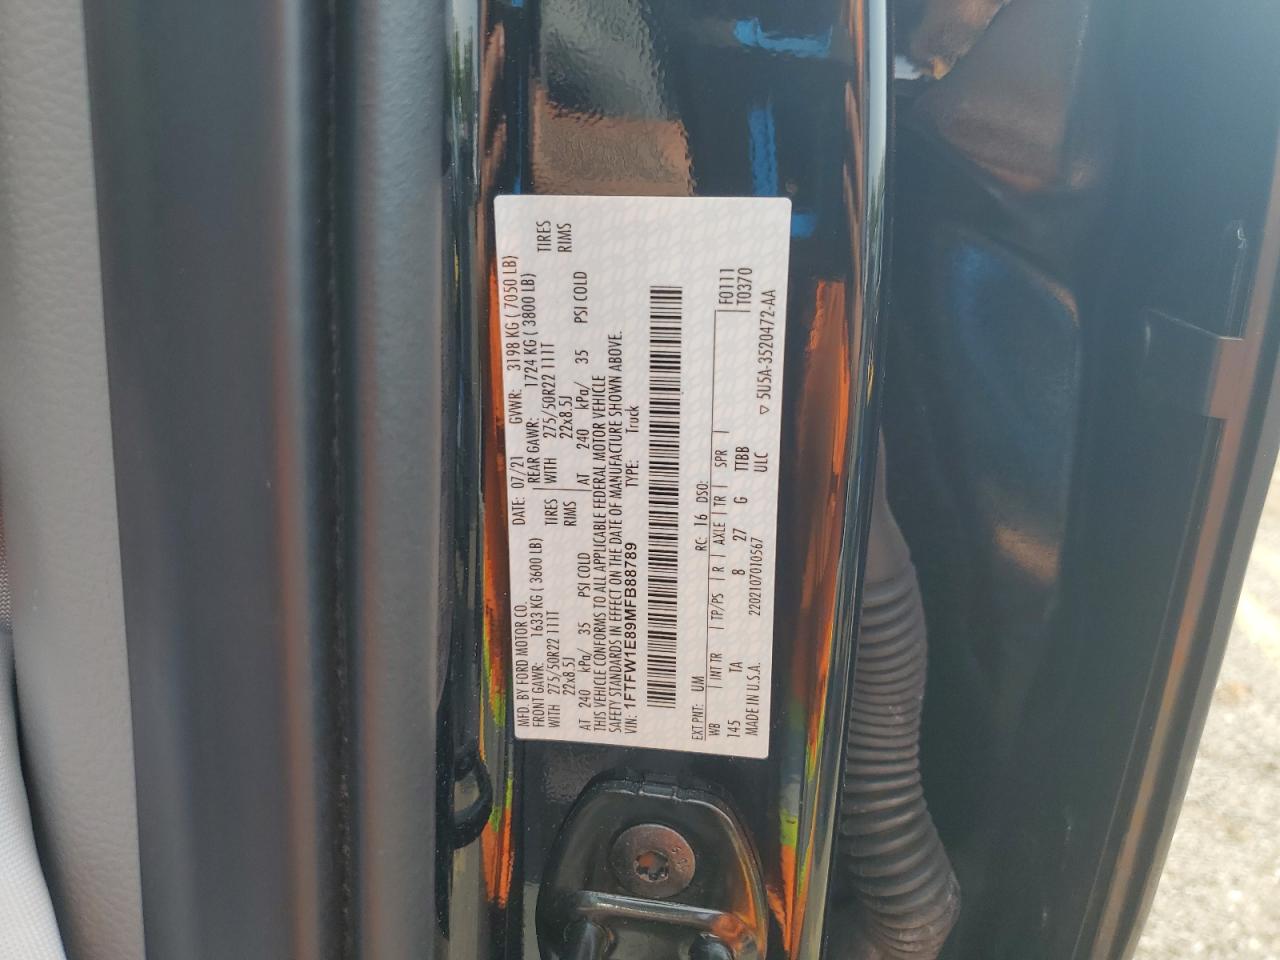 MFD. BY FORD MOTOR CO.
DATE: 07/21 GVWR: 3198 KG ( 7050 LB)
FRONT GAWR: 1633 KG ( 3600 LB) REAR GAWR: 1724 KG ( 3800 LB)
WITH 275/50R22 111T TIRES WITH 275/50R22 111T TIRES
22x8.5J RIMS 22x8.5J RIMS
AT 240 kPa/ 35 PSI COLD AT 240 kPa/ 35 PSI COLD
THIS VEHICLE CONFORMS TO ALL APPLICABLE FEDERAL MOTOR VEHICLE
SAFETY STANDARDS IN EFFECT ON THE DATE OF MANUFACTURE SHOWN ABOVE.
VIN: 1FTFW1E89MFB88789 TYPE: Truck
EXT PNT: UM RC: 16 DSO:
WB INT TR TP/PS R AXLE TR SPR F0111
145 TA 8 27 G TTBB T0370
MADE IN U.S.A. 2202107010567 ULC ▽ 5U5A-3520472-AA